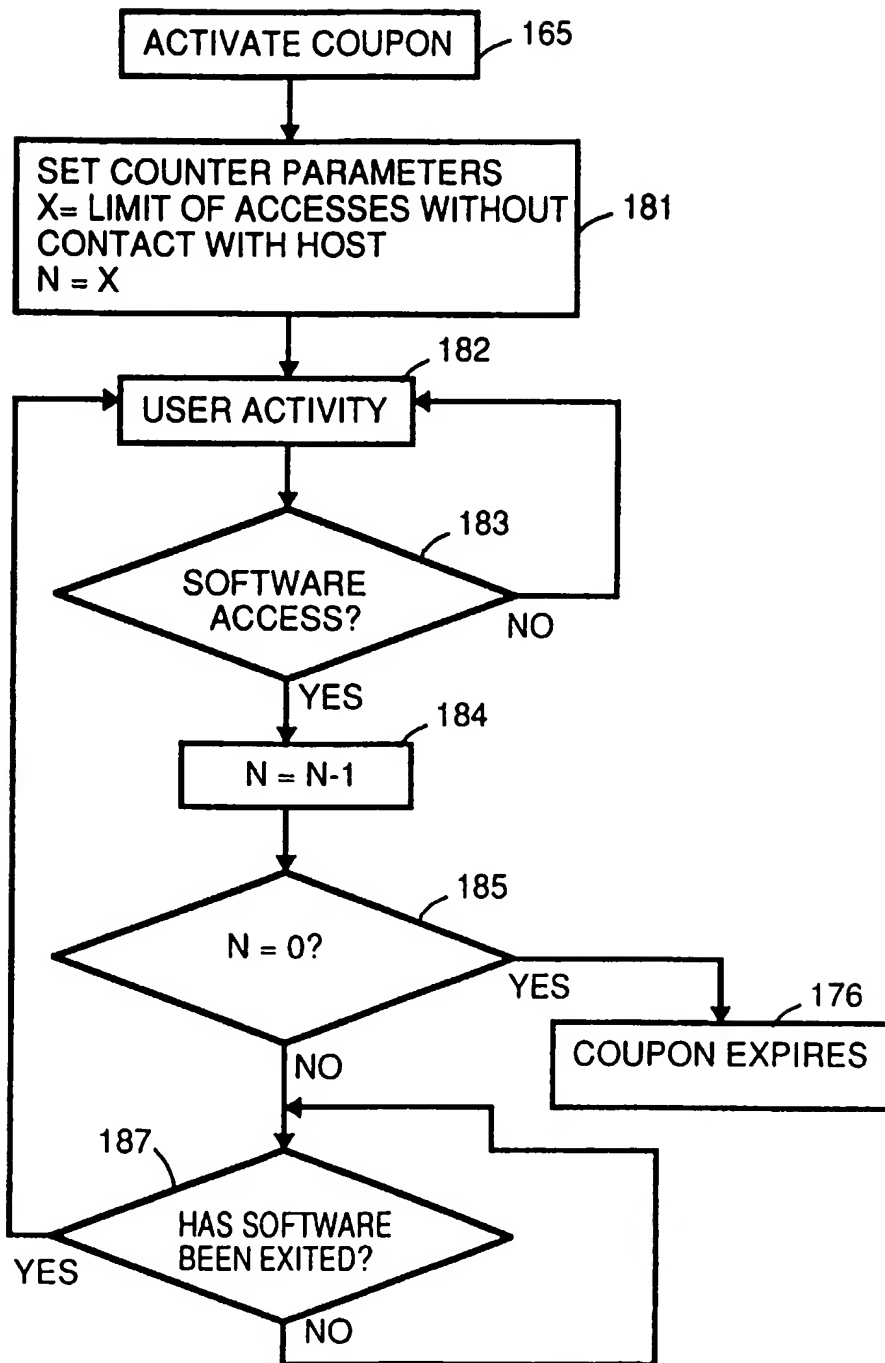 ACTIVATE COUPON
165
SET COUNTER PARAMETERS
X= LIMIT OF ACCESSES WITHOUT
CONTACT WITH HOST
N = X
181
182
USER ACTIVITY
183
SOFTWARE
ACCESS?
NO
YES
184
N = N-1
185
N = 0?
YES
176
COUPON EXPIRES
NO
187
HAS SOFTWARE
BEEN EXITED?
YES
NO